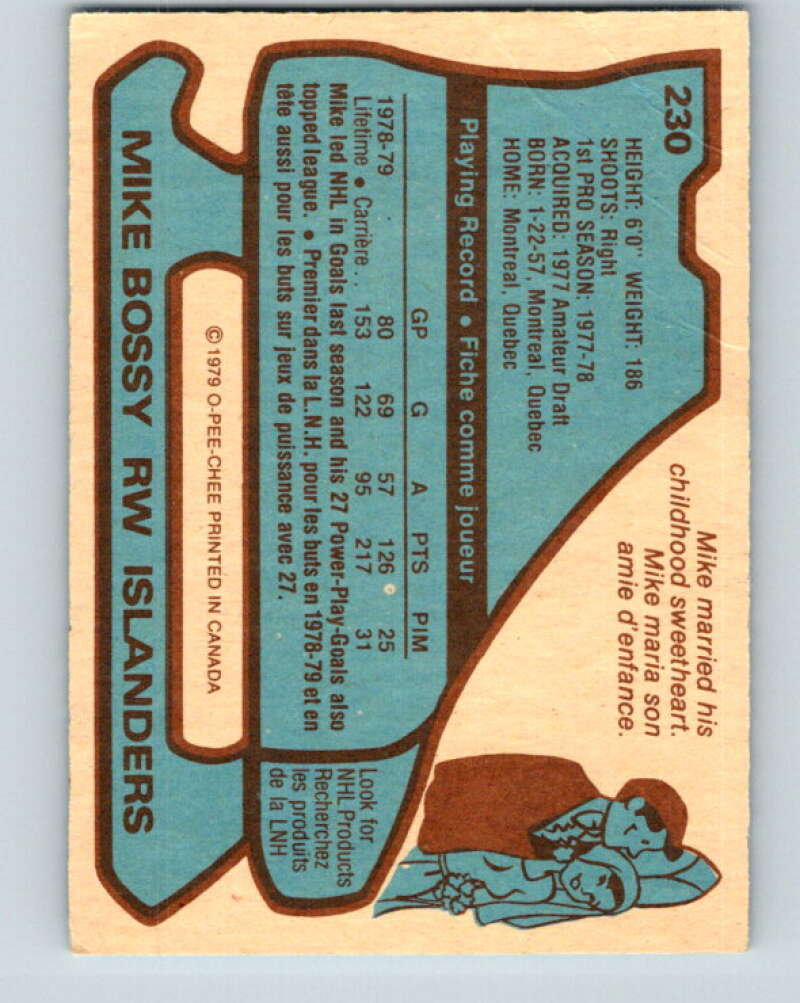 230
HEIGHT: 6'0" WEIGHT: 186
SHOOTS: Right
1st PRO SEASON: 1977-78
ACQUIRED: 1977 Amateur Draft
BORN: 1-22-57, Montreal, Quebec
HOME: Montreal, Quebec
Mike married his
childhood sweetheart.
Mike maria son
amie d'enfance.
Playing Record • Fiche comme joueur
GP G A PTS PIM
1978-79 80 69 57 126 25
Lifetime • Carrière . . 153 122 95 217 31
Mike led NHL in Goals last season and his 27 Power-Play-Goals also
topped league. • Premier dans la L.N.H. pour les buts en 1978-79 et en
tête aussi pour les buts sur jeux de puissance avec 27.
Look for
NHL Products
Recherchez
les produits
de la LNH
© 1979 O-PEE-CHEE PRINTED IN CANADA
MIKE BOSSY RW ISLANDERS